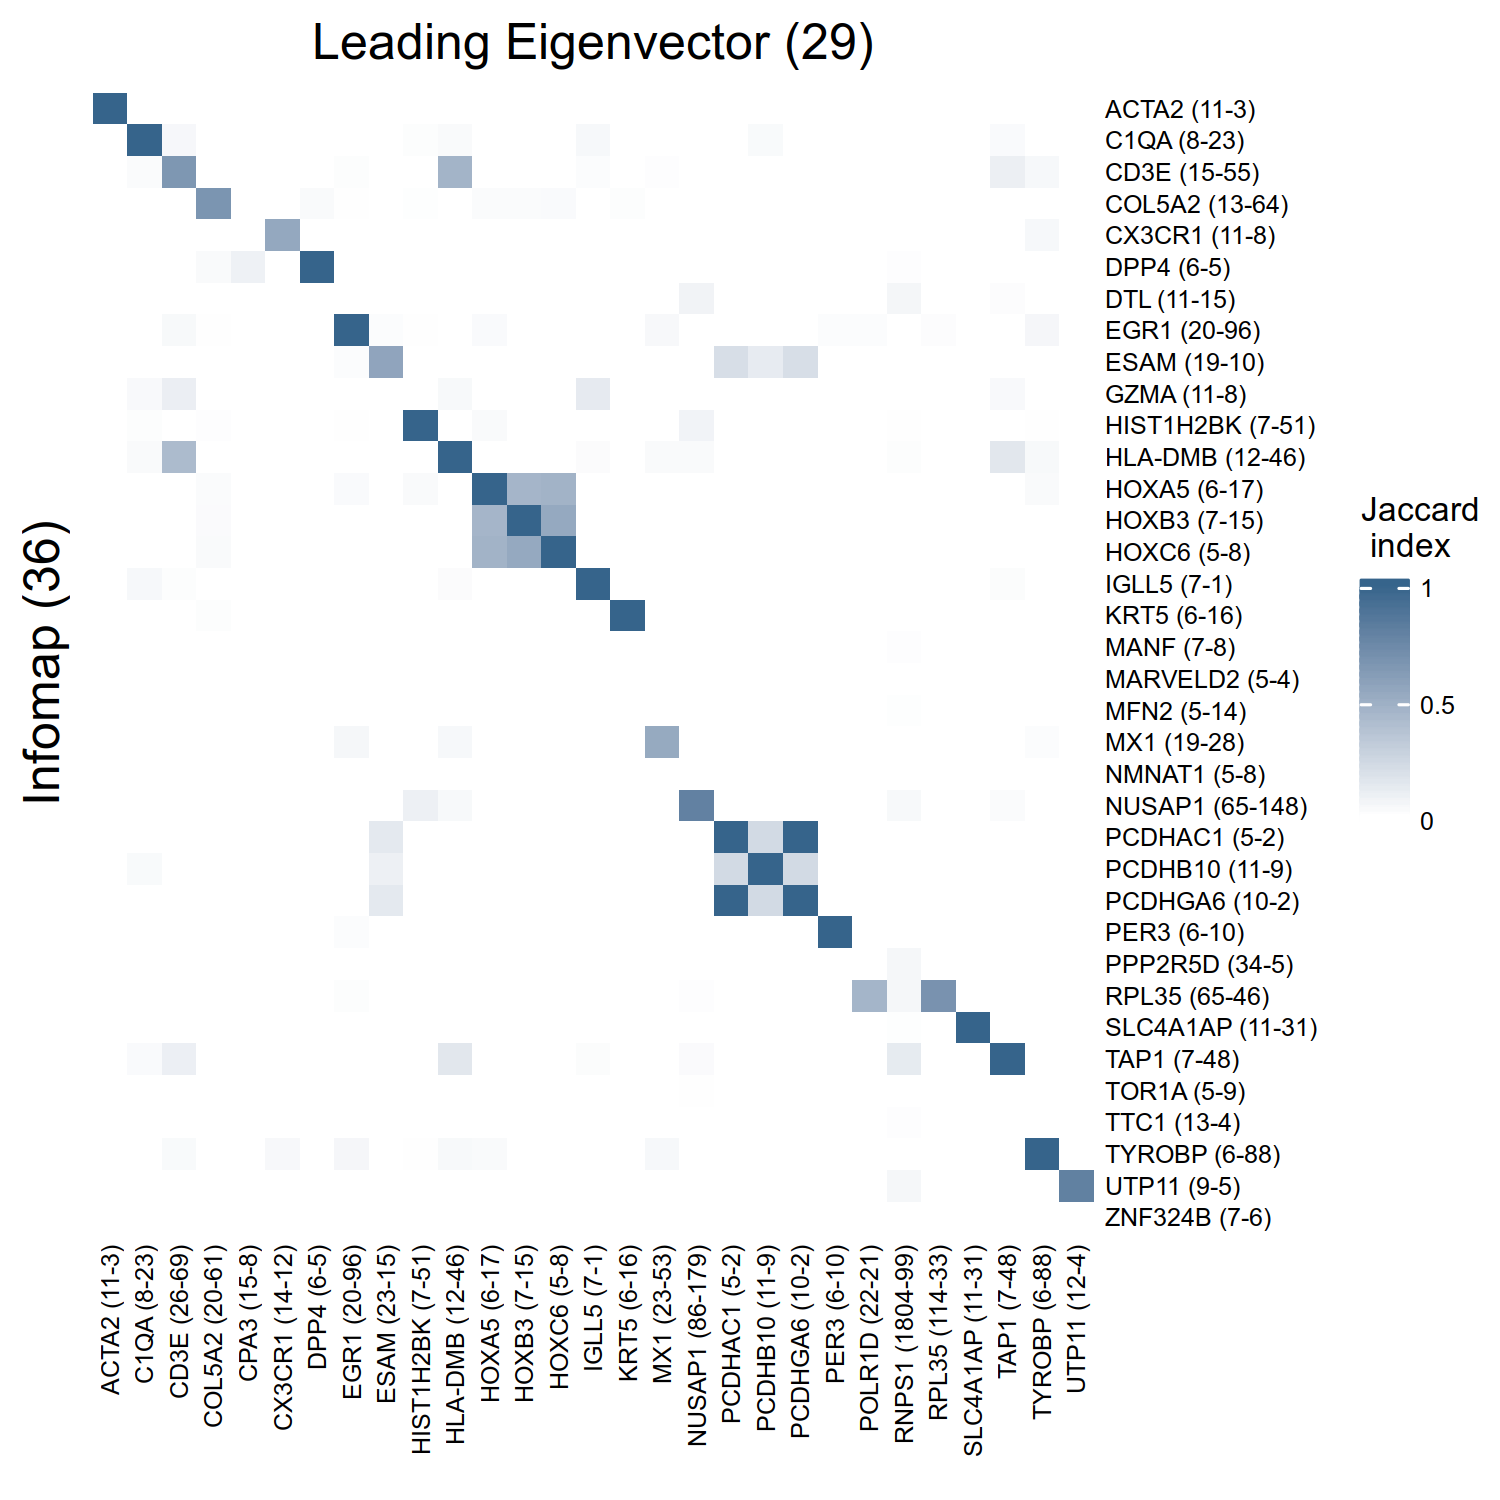 Leading Eigenvector (29)
Infomap (36)
ACTA2 (11-3)
C1QA (8-23)
CD3E (15-55)
COL5A2 (13-64)
CX3CR1 (11-8)
DPP4 (6-5)
DTL (11-15)
EGR1 (20-96)
ESAM (19-10)
GZMA (11-8)
HIST1H2BK (7-51)
HLA-DMB (12-46)
HOXA5 (6-17)
HOXB3 (7-15)
HOXC6 (5-8)
IGLL5 (7-1)
KRT5 (6-16)
MANF (7-8)
MARVELD2 (5-4)
MFN2 (5-14)
MX1 (19-28)
NMNAT1 (5-8)
NUSAP1 (65-148)
PCDHAC1 (5-2)
PCDHB10 (11-9)
PCDHGA6 (10-2)
PER3 (6-10)
PPP2R5D (34-5)
RPL35 (65-46)
SLC4A1AP (11-31)
TAP1 (7-48)
TOR1A (5-9)
TTC1 (13-4)
TYROBP (6-88)
UTP11 (9-5)
ZNF324B (7-6)
Jaccard
index
1
0.5
0
ACTA2 (11-3)
C1QA (8-23)
CD3E (26-69)
COL5A2 (20-61)
CPA3 (15-8)
CX3CR1 (14-12)
DPP4 (6-5)
EGR1 (20-96)
ESAM (23-15)
HIST1H2BK (7-51)
HLA-DMB (12-46)
HOXA5 (6-17)
HOXB3 (7-15)
HOXC6 (5-8)
IGLL5 (7-1)
KRT5 (6-16)
MX1 (23-53)
NUSAP1 (86-179)
PCDHAC1 (5-2)
PCDHB10 (11-9)
PCDHGA6 (10-2)
PER3 (6-10)
POLR1D (22-21)
RNPS1 (1804-99)
RPL35 (114-33)
SLC4A1AP (11-31)
TAP1 (7-48)
TYROBP (6-88)
UTP11 (12-4)